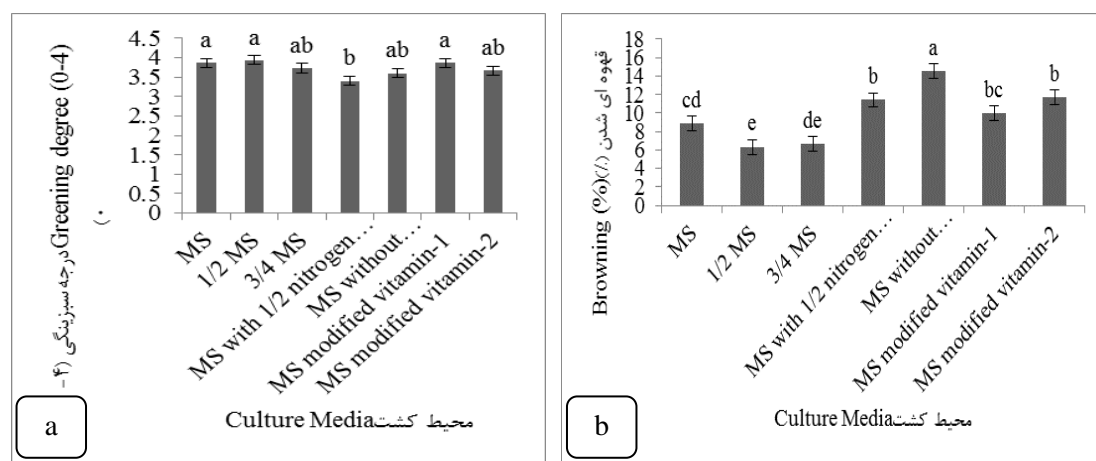 درجه سبزینگی Greening degree (0-4) (۴-
۰)
4.5
4
3.5
3
2.5
2
1.5
1
0.5
0
a
a
ab
b
ab
a
ab
MS
1/2 MS
3/4 MS
MS with 1/2 nitrogen…
MS without…
MS modified vitamin-1
MS modified vitamin-2
محیط کشت Culture Media
a
قهوه ای شدن (٪)
Browning (%)
18
16
14
12
10
8
6
4
2
0
cd
e
de
b
a
bc
b
MS
1/2 MS
3/4 MS
MS with 1/2 nitrogen…
MS without…
MS modified vitamin-1
MS modified vitamin-2
محیط کشت Culture Media
b